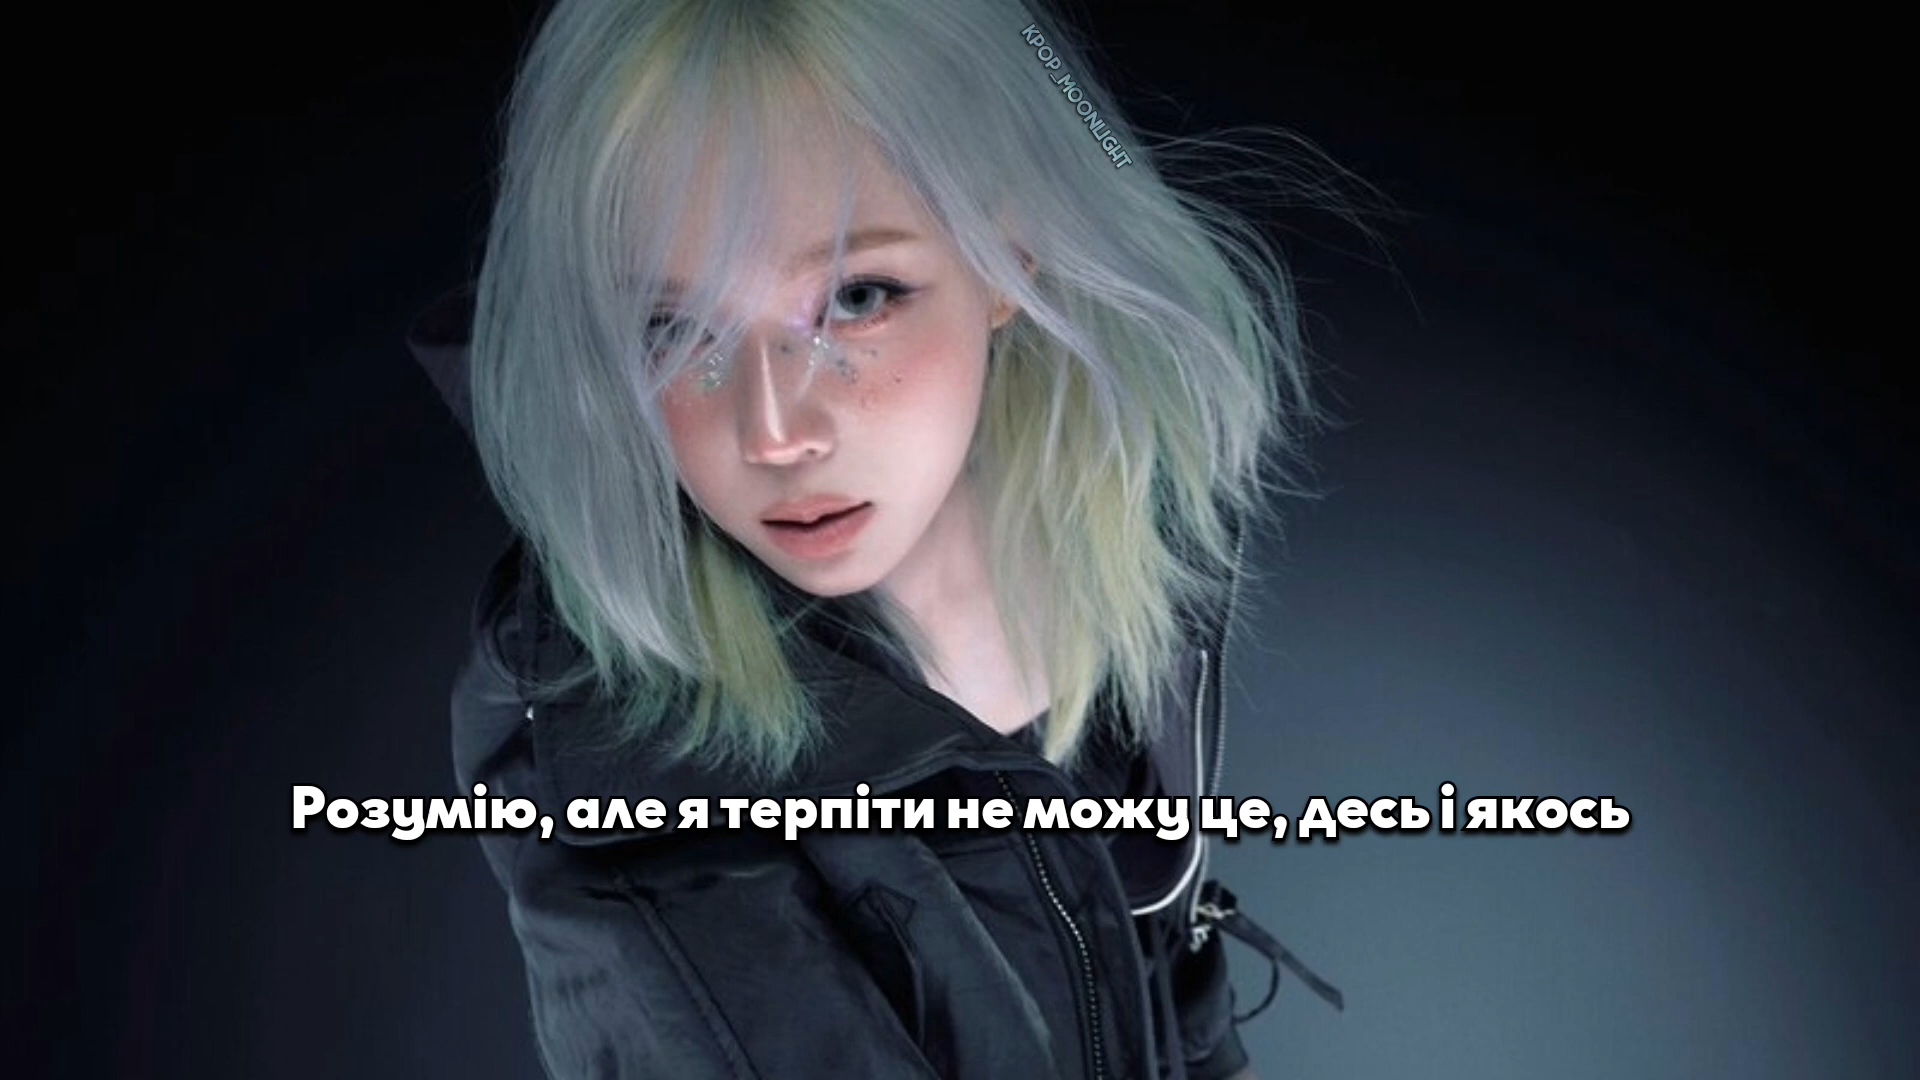 KPOP_MOONLIGHT
Розумію, але я терпіти не можу це, десь і якось